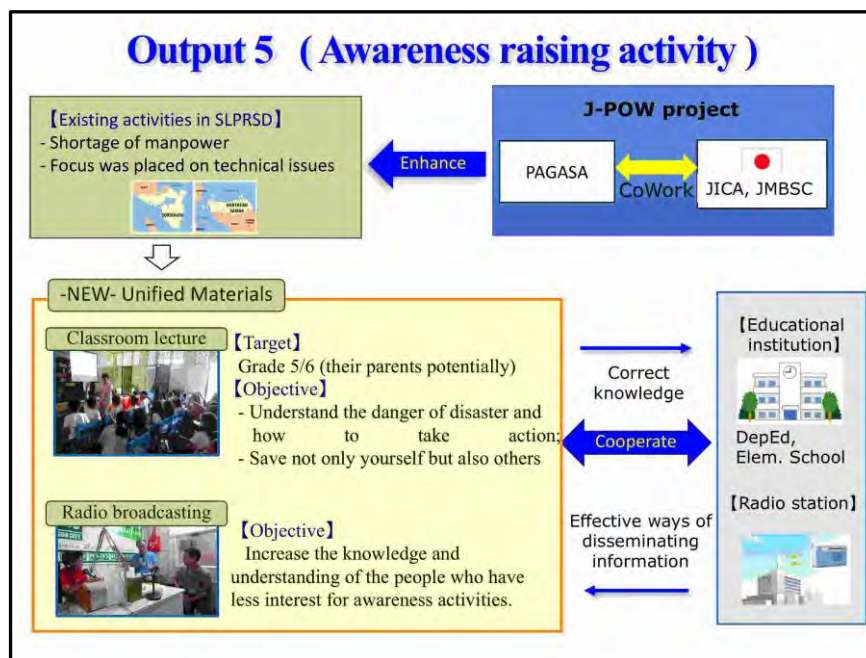 Output 5 ( Awareness raising activity )
【Existing activities in SLPRSD】
- Shortage of manpower
- Focus was placed on technical issues
Enhance
J-POW project
PAGASA
CoWork
JICA, JMBSC
-NEW- Unified Materials
Classroom lecture
【Target】
Grade 5/6 (their parents potentially)
【Objective】
- Understand the danger of disaster and
how to take action;
- Save not only yourself but also others
Radio broadcasting
【Objective】
Increase the knowledge and
understanding of the people who have
less interest for awareness activities.
Correct
knowledge
Cooperate
Effective ways of
disseminating
information
【Educational
institution】
DepEd,
Elem. School
【Radio station】